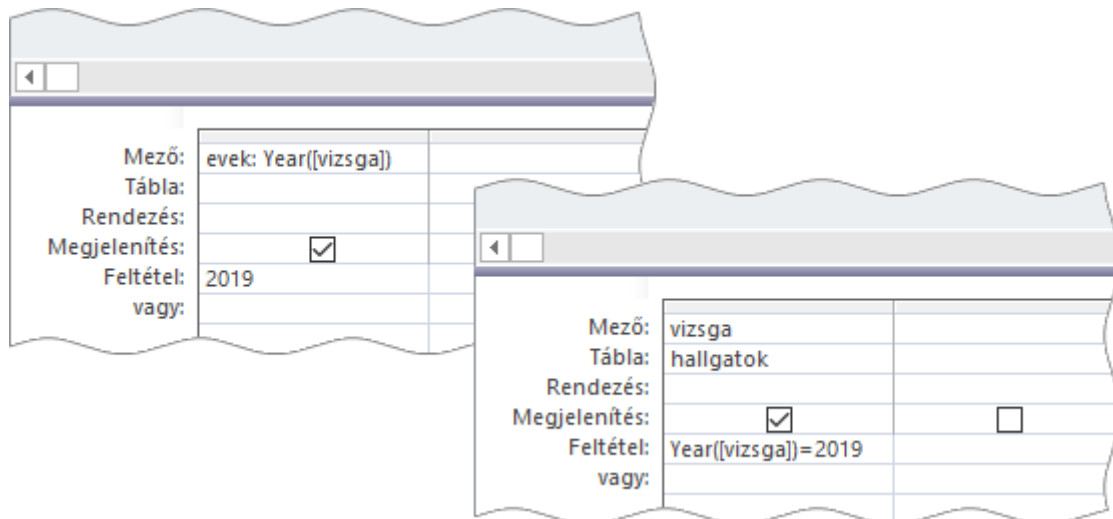 Mező: evek: Year([vizsga])
Tábla:
Rendezés:
Megjelenítés:
Feltétel: 2019
vagy:
Mező: vizsga
Tábla: hallgatok
Rendezés:
Megjelenítés:
Feltétel: Year([vizsga])=2019
vagy: